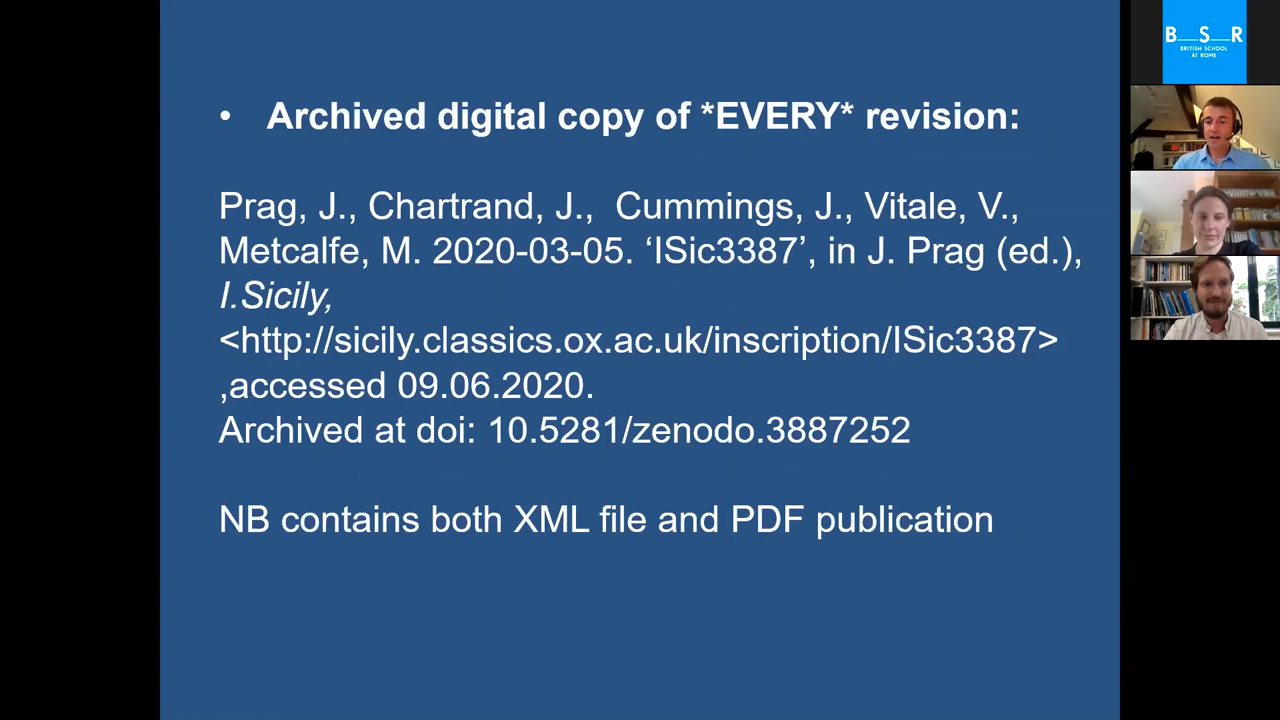 • Archived digital copy of *EVERY* revision:
Prag, J., Chartrand, J.,  Cummings, J., Vitale, V.,
Metcalfe, M. 2020-03-05. ‘ISic3387’, in J. Prag (ed.),
I.Sicily,
<http://sicily.classics.ox.ac.uk/inscription/ISic3387>
,accessed 09.06.2020.
Archived at doi: 10.5281/zenodo.3887252
NB contains both XML file and PDF publication
B__S__R
BRITISH SCHOOL
AT ROME